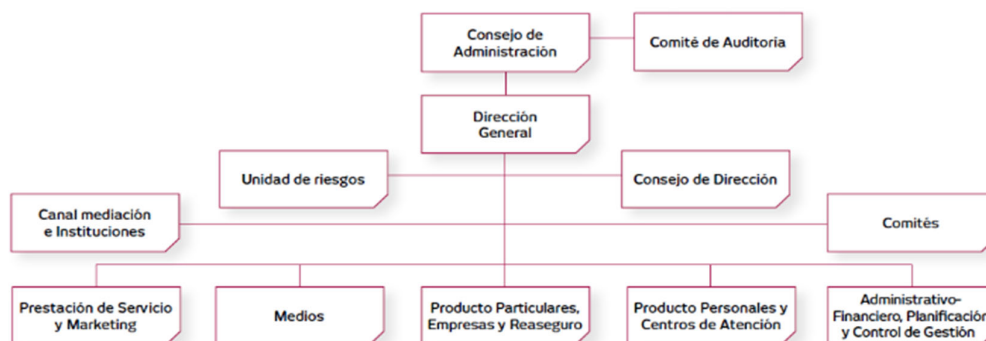 Consejo de
Administración
Comité de Auditoría
Dirección
General
Unidad de riesgos
Consejo de Dirección
Canal mediación
e Instituciones
Comités
Prestación de Servicio
y Marketing
Medios
Producto Particulares,
Empresas y Reaseguro
Producto Personales y
Centros de Atención
Administrativo-
Financiero, Planificación
y Control de Gestión